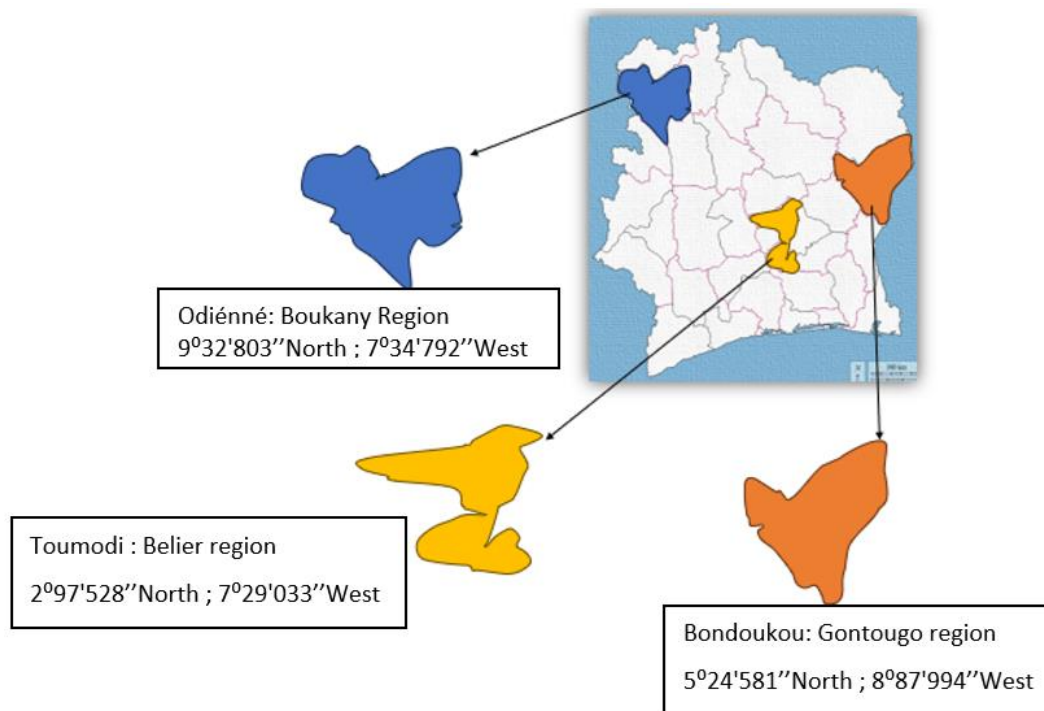 Odiénné: Boukany Region
9⁰32'803’’North ; 7⁰34'792’’West
Toumodi : Belier region
2⁰97'528’’North ; 7⁰29'033’’West
Bondoukou: Gontougo region
5⁰24'581’’North ; 8⁰87'994’’West